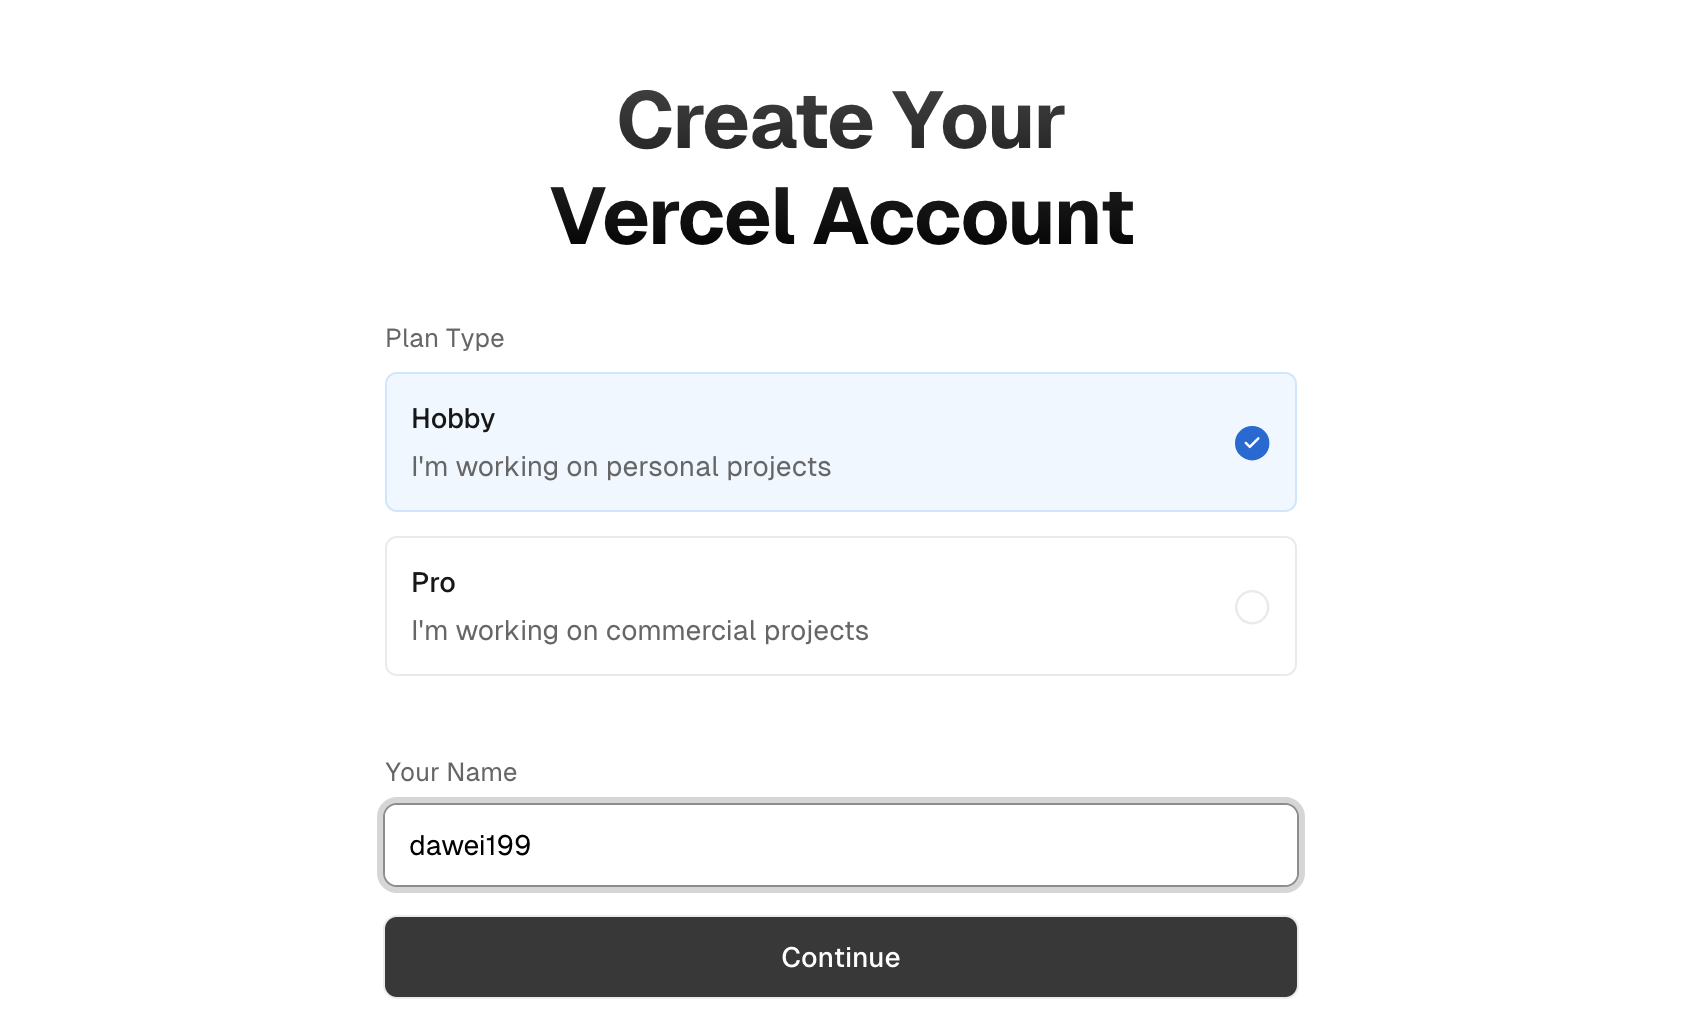 Create Your
Vercel Account
Plan Type
Hobby
I'm working on personal projects
Pro
I'm working on commercial projects
Your Name
dawei199
Continue